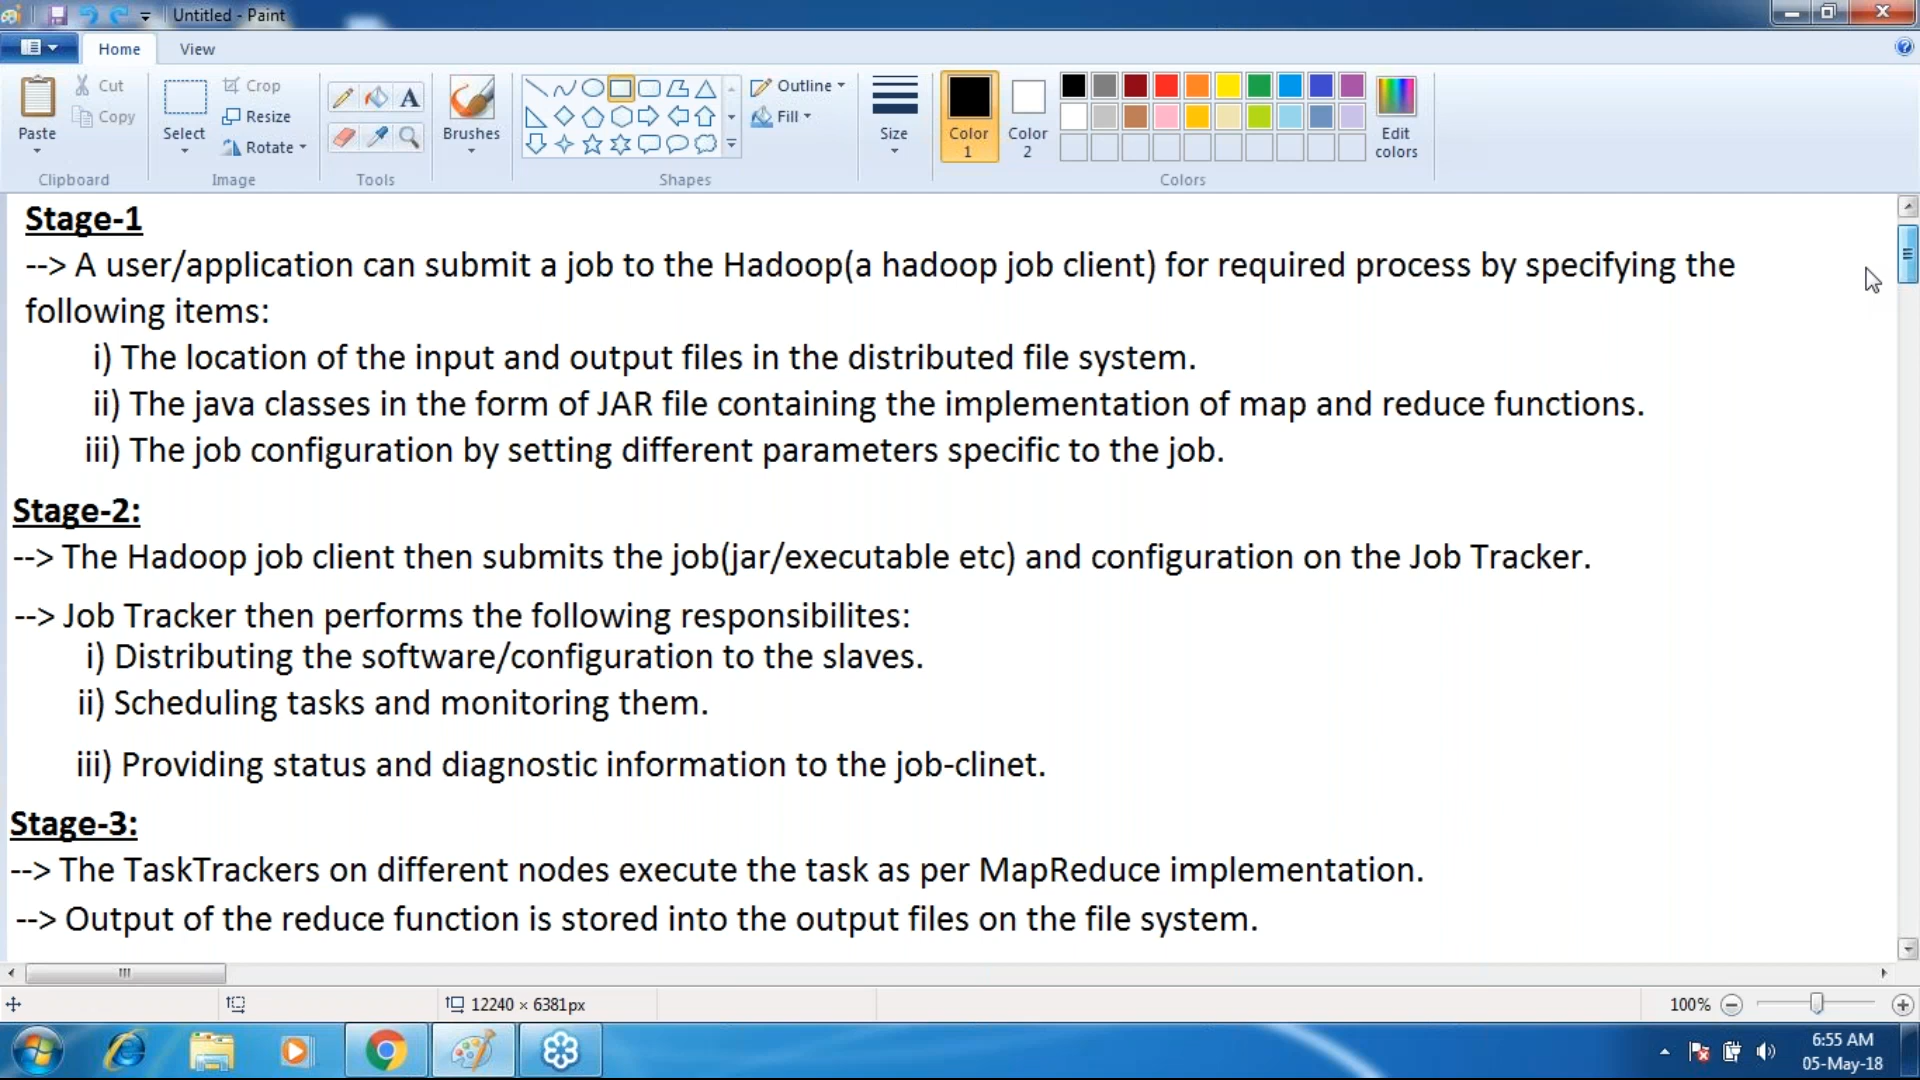 Untitled - Paint
Home View
Paste
Cut
Copy
Clipboard
Select
Crop
Resize
Rotate
Image
A
Tools
Brushes
Outline
Fill
Shapes
Size
Color 1
Color 2
Edit colors
Colors
Stage-1
--> A user/application can submit a job to the Hadoop(a hadoop job client) for required process by specifying the
following items:
i) The location of the input and output files in the distributed file system.
ii) The java classes in the form of JAR file containing the implementation of map and reduce functions.
iii) The job configuration by setting different parameters specific to the job.
Stage-2:
--> The Hadoop job client then submits the job(jar/executable etc) and configuration on the Job Tracker.
--> Job Tracker then performs the following responsibilites:
i) Distributing the software/configuration to the slaves.
ii) Scheduling tasks and monitoring them.
iii) Providing status and diagnostic information to the job-clinet.
Stage-3:
--> The TaskTrackers on different nodes execute the task as per MapReduce implementation.
--> Output of the reduce function is stored into the output files on the file system.
12240 × 6381px
100%
6:55 AM
05-May-18